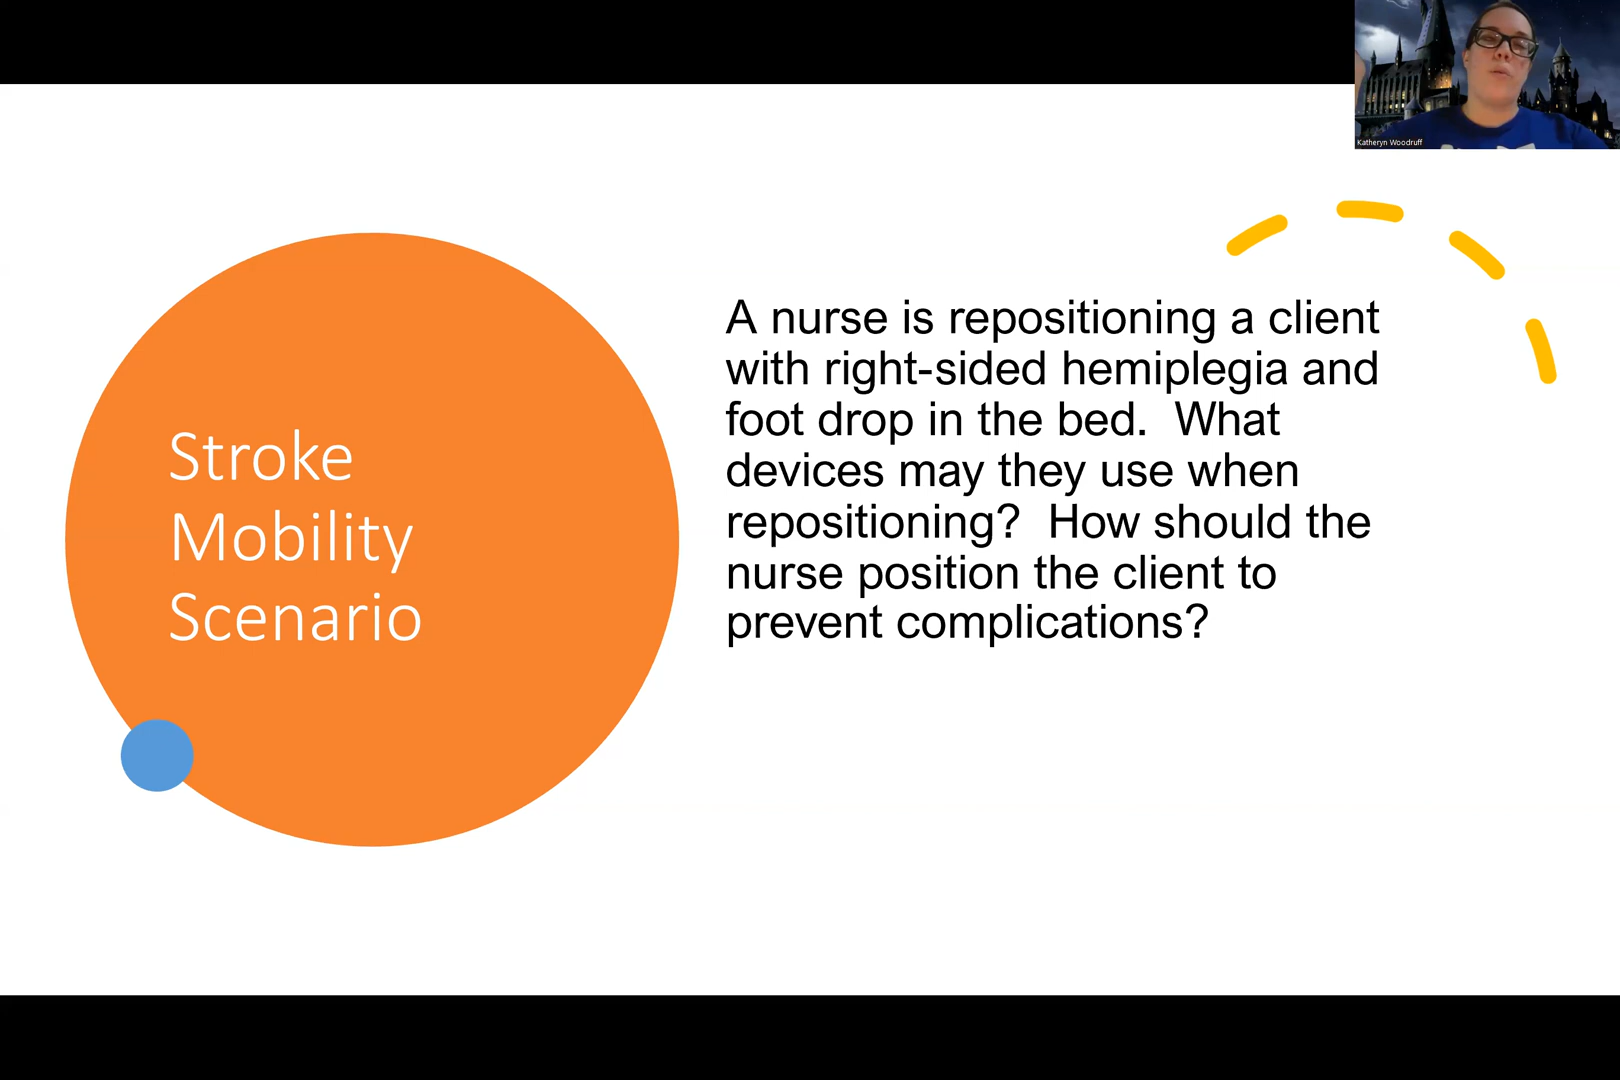 Katheryn Woodruff
Stroke
Mobility
Scenario
A nurse is repositioning a client
with right-sided hemiplegia and
foot drop in the bed.  What
devices may they use when
repositioning?  How should the
nurse position the client to
prevent complications?